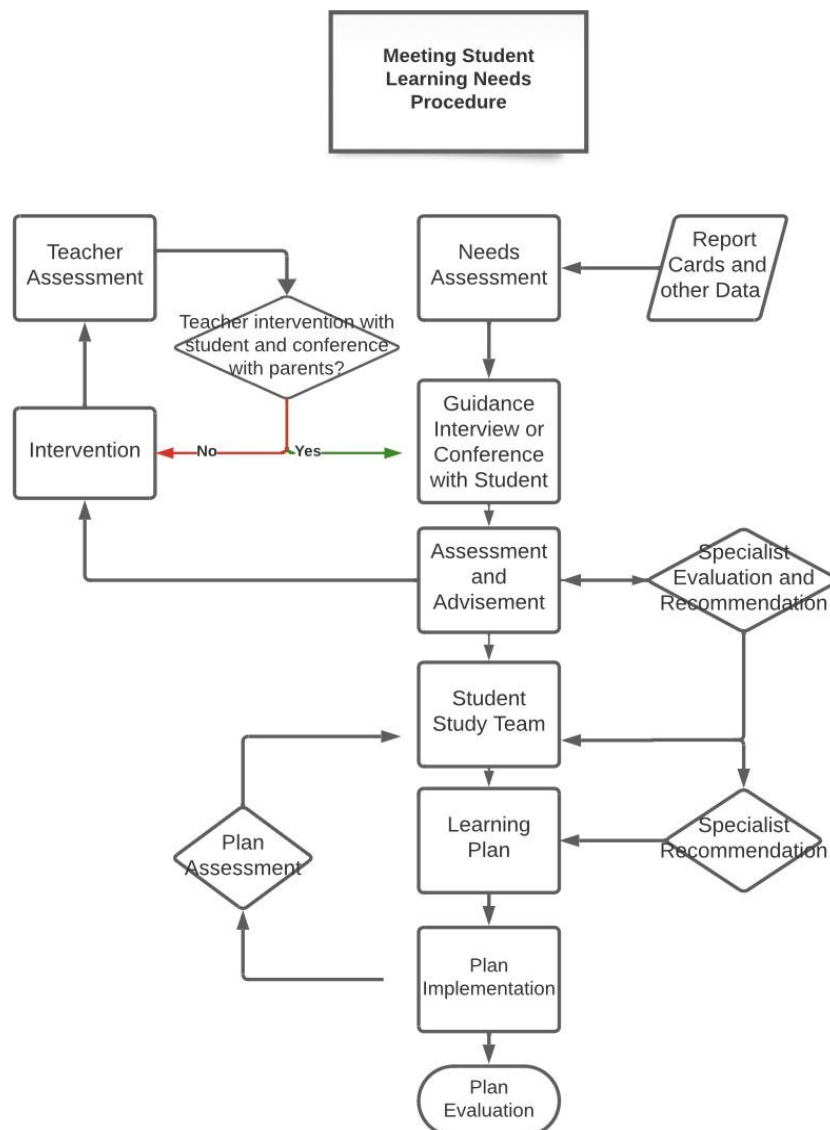 Meeting Student
Learning Needs
Procedure
Teacher
Assessment
Needs
Assessment
Report
Cards and
other Data
Teacher intervention with
student and conference
with parents?
Guidance
Interview or
Conference
with Student
Intervention
No
Yes
Assessment
and
Advisement
Specialist
Evaluation and
Recommendation
Student
Study Team
Learning
Plan
Specialist
Recommendation
Plan
Assessment
Plan
Implementation
Plan
Evaluation